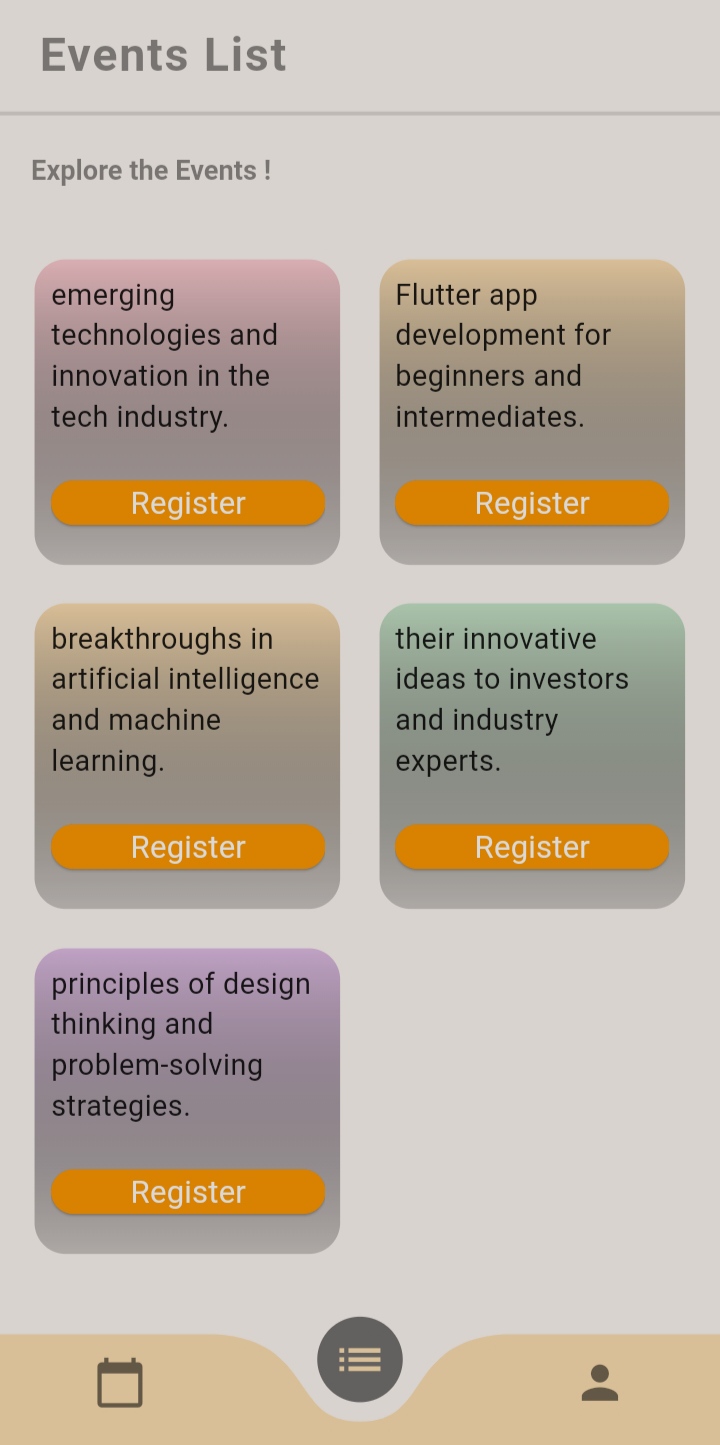 Events List
Explore the Events !
emerging
technologies and
innovation in the
tech industry.
Register
Flutter app
development for
beginners and
intermediates.
Register
breakthroughs in
artificial intelligence
and machine
learning.
Register
their innovative
ideas to investors
and industry
experts.
Register
principles of design
thinking and
problem-solving
strategies.
Register